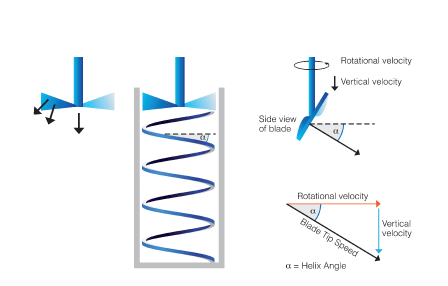 Rotational velocity
Vertical velocity
Side view
of blade
α
α
Rotational velocity
α
Vertical
velocity
Blade Tip Speed
α = Helix Angle